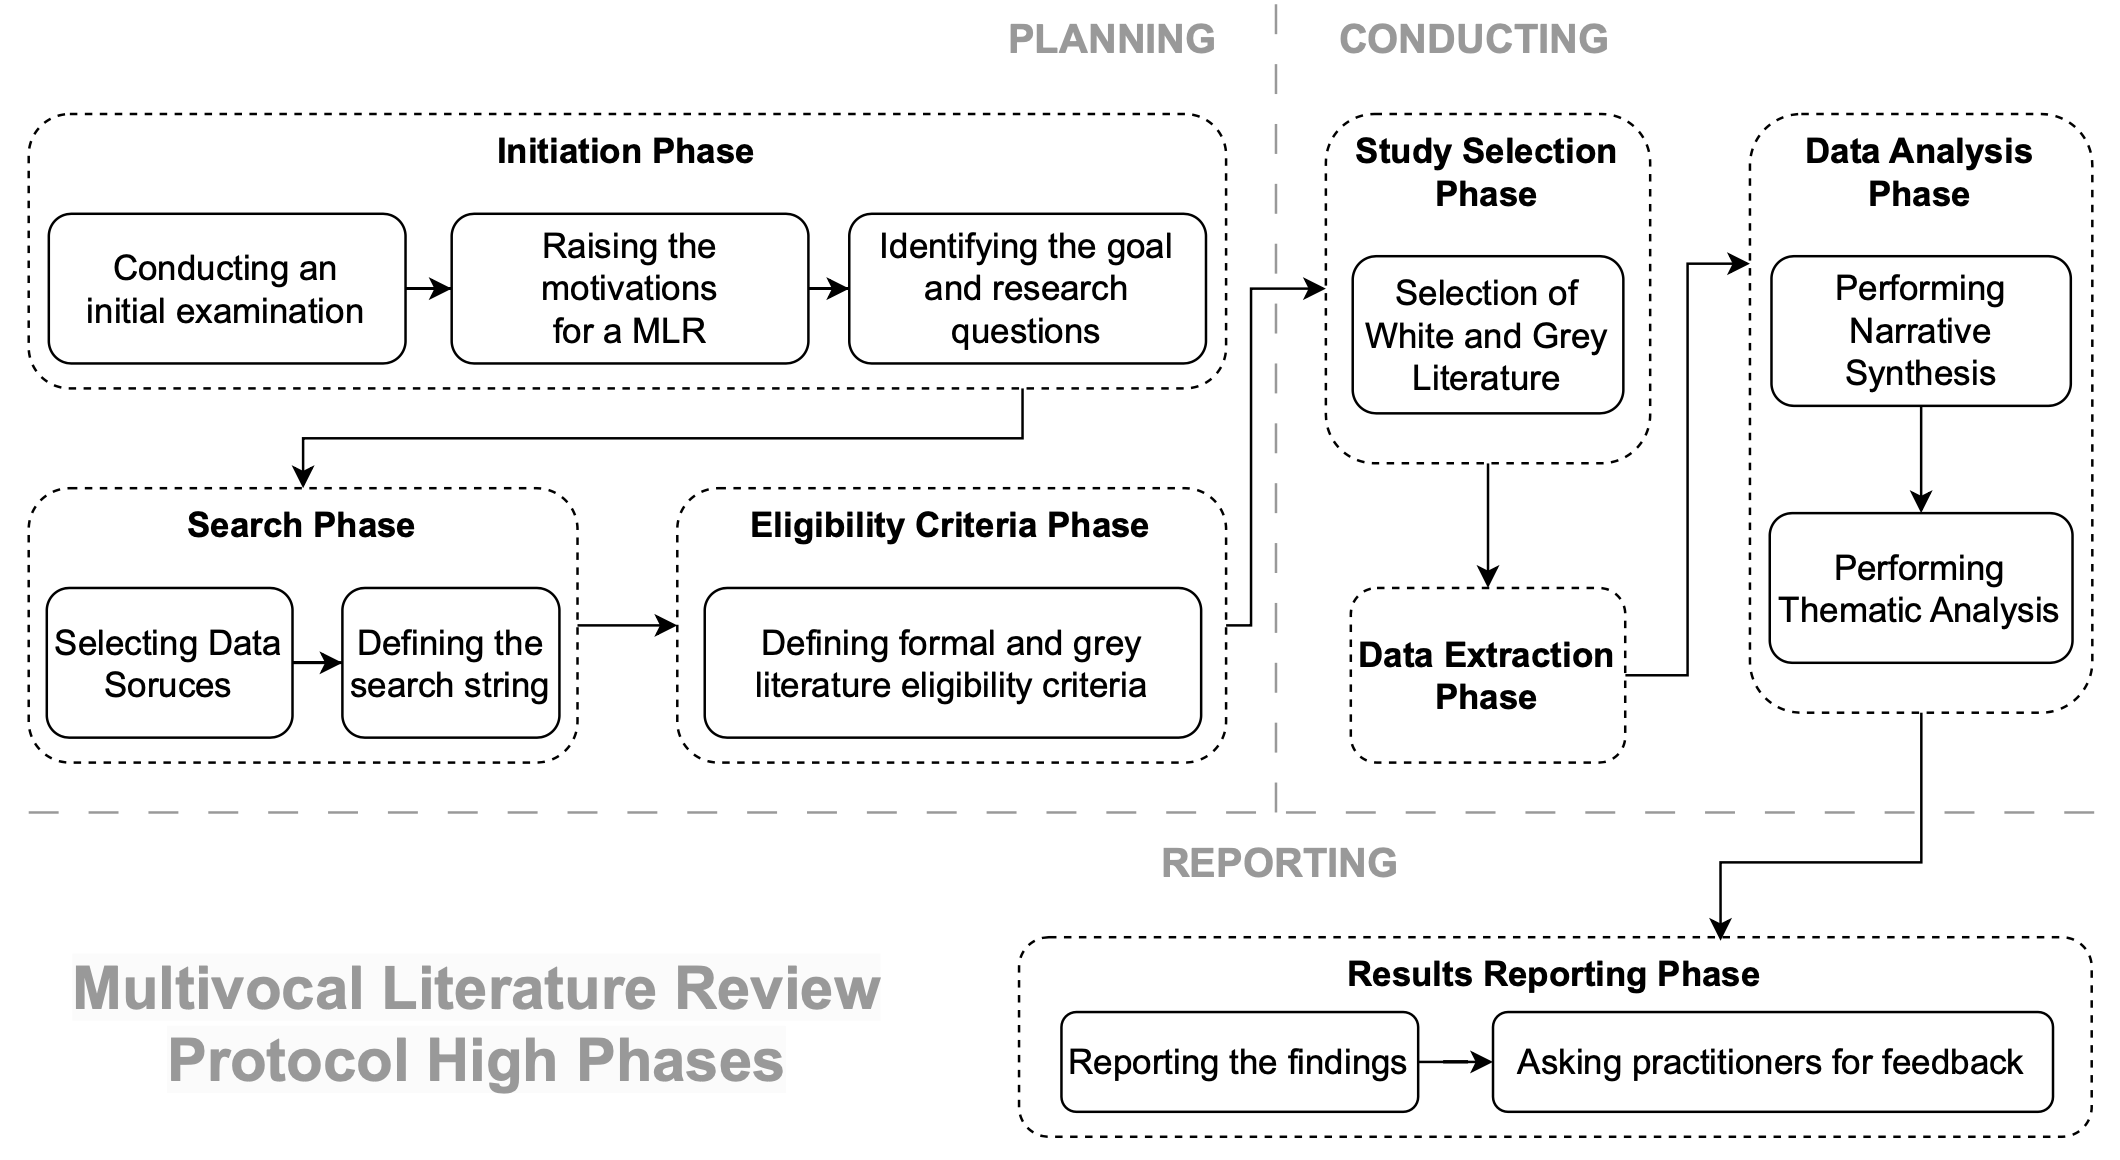 PLANNING
Initiation Phase
Conducting an
initial examination
Raising the
motivations
for a MLR
Identifying the goal
and research
questions
Search Phase
Selecting Data
Soruces
Defining the
search string
Eligibility Criteria Phase
Defining formal and grey
literature eligibility criteria
CONDUCTING
Study Selection
Phase
Selection of
White and Grey
Literature
Data Extraction
Phase
Data Analysis
Phase
Performing
Narrative
Synthesis
Performing
Thematic Analysis
REPORTING
Results Reporting Phase
Reporting the findings
Asking practitioners for feedback
Multivocal Literature Review
Protocol High Phases